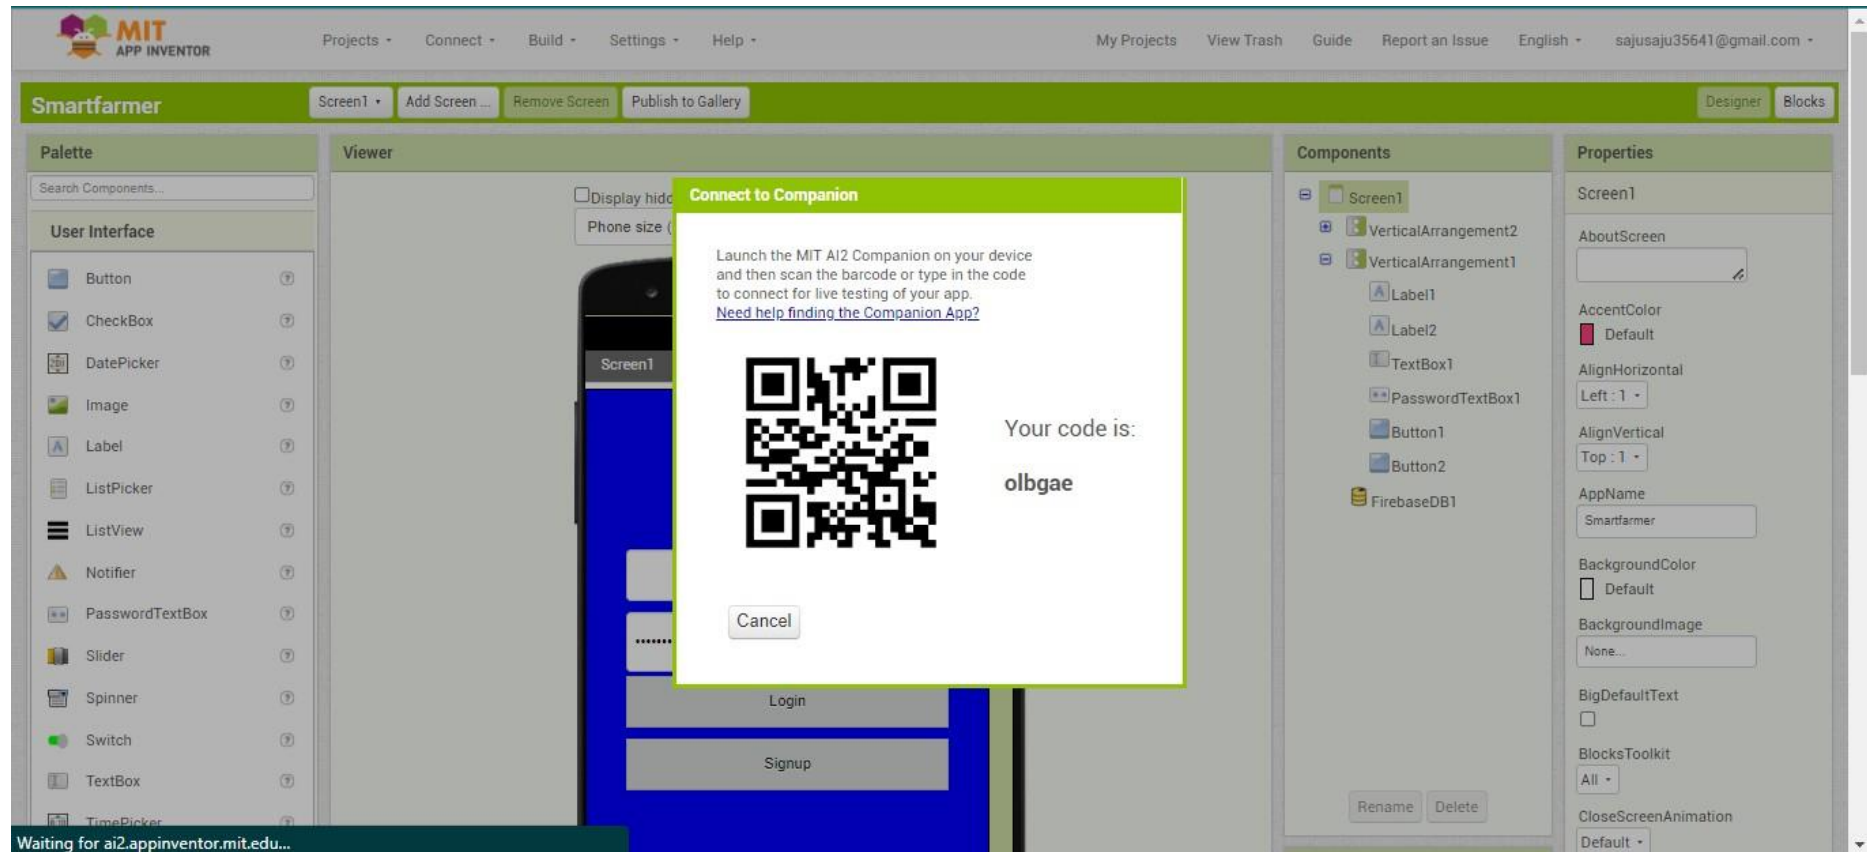 MIT
APP INVENTOR
Projects Connect Build Settings Help My Projects View Trash Guide Report an Issue English sajusaju35641@gmail.com
Smartfarmer Screen1 Add Screen ... Remove Screen Publish to Gallery Designer Blocks
Palette
Search Components...
User Interface
Button
CheckBox
DatePicker
Image
Label
ListPicker
ListView
Notifier
PasswordTextBox
Slider
Spinner
Switch
TextBox
TimePicker
Viewer
Display hidd
Phone size (
Screen1
Login
Signup
Connect to Companion
Launch the MIT AI2 Companion on your device
and then scan the barcode or type in the code
to connect for live testing of your app.
Need help finding the Companion App?
Your code is:
olbgae
Cancel
Components
Screen1
VerticalArrangement2
VerticalArrangement1
Label1
Label2
TextBox1
PasswordTextBox1
Button1
Button2
FirebaseDB1
Rename Delete
Properties
Screen1
AboutScreen
AccentColor
Default
AlignHorizontal
Left : 1
AlignVertical
Top : 1
AppName
Smartfarmer
BackgroundColor
Default
BackgroundImage
None...
BigDefaultText
BlocksToolkit
All
CloseScreenAnimation
Default
Waiting for ai2.appinventor.mit.edu...